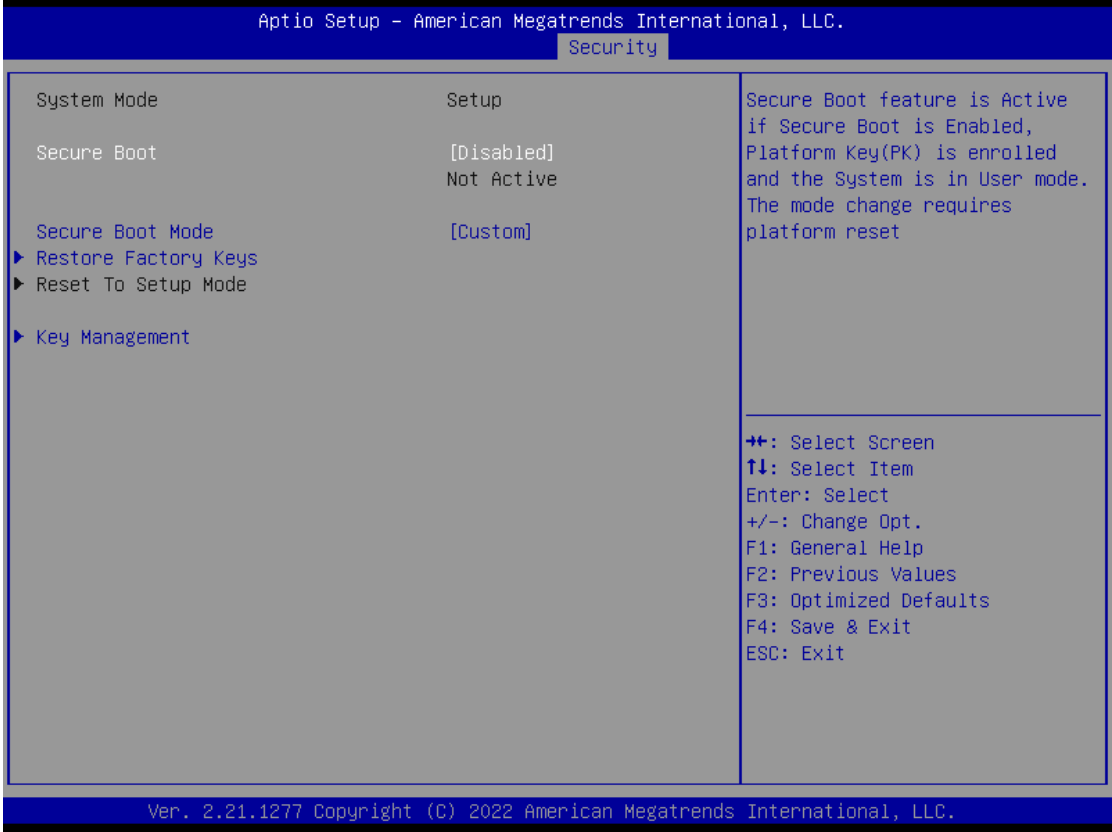 Aptio Setup – American Megatrends International, LLC.
Security
System Mode Setup
Secure Boot [Disabled]
Not Active
Secure Boot Mode [Custom]
▶ Restore Factory Keys
▶ Reset To Setup Mode
▶ Key Management
Secure Boot feature is Active
if Secure Boot is Enabled,
Platform Key(PK) is enrolled
and the System is in User mode.
The mode change requires
platform reset
→←: Select Screen
↑↓: Select Item
Enter: Select
+/-: Change Opt.
F1: General Help
F2: Previous Values
F3: Optimized Defaults
F4: Save & Exit
ESC: Exit
Ver. 2.21.1277 Copyright (C) 2022 American Megatrends International, LLC.